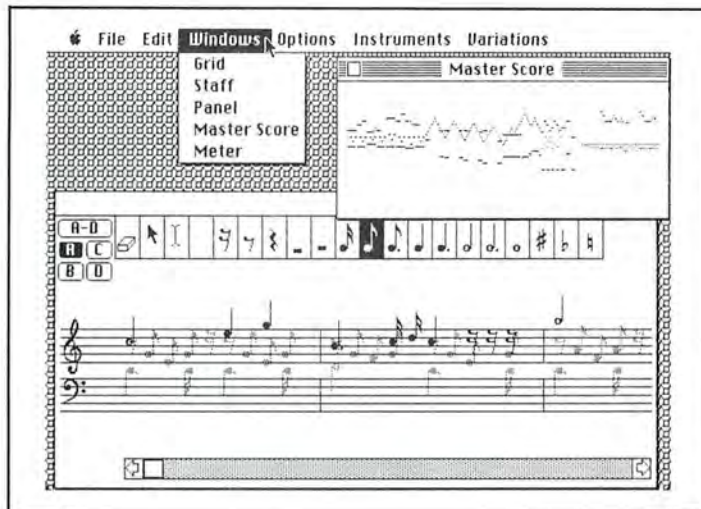 File Edit Windows Options Instruments Variations
Grid
Staff
Panel
Master Score
Meter
Master Score
A-D
A C
B D